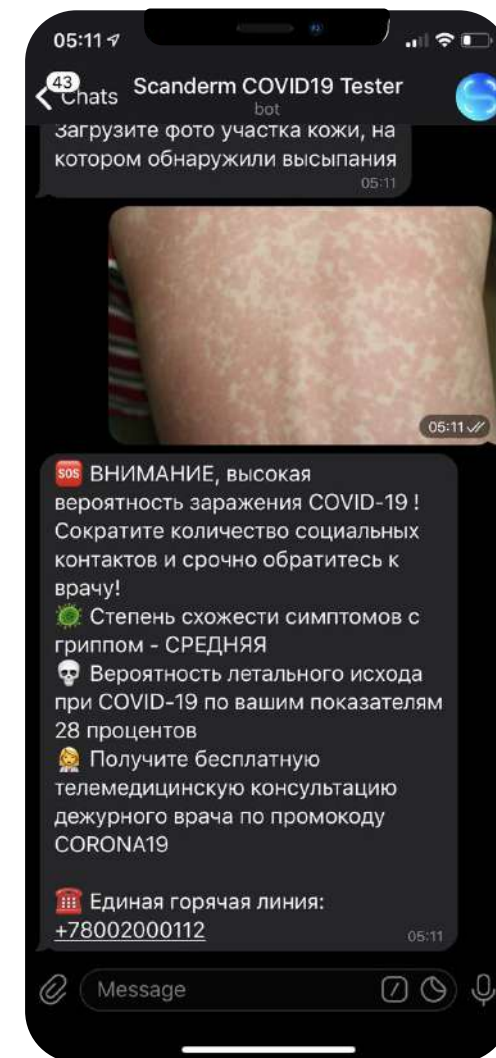 05:11
43
Chats
Scanderm COVID19 Tester
bot
Загрузите фото участка кожи, на
котором обнаружили высыпания
05:11
05:11
SOS ВНИМАНИЕ, высокая
вероятность заражения COVID-19 !
Сократите количество социальных
контактов и срочно обратитесь к
врачу!
Степень схожести симптомов с
гриппом - СРЕДНЯЯ
Вероятность летального исхода
при COVID-19 по вашим показателям
28 процентов
Получите бесплатную
телемедицинскую консультацию
дежурного врача по промокоду
CORONA19
Единая горячая линия:
+78002000112
05:11
Message